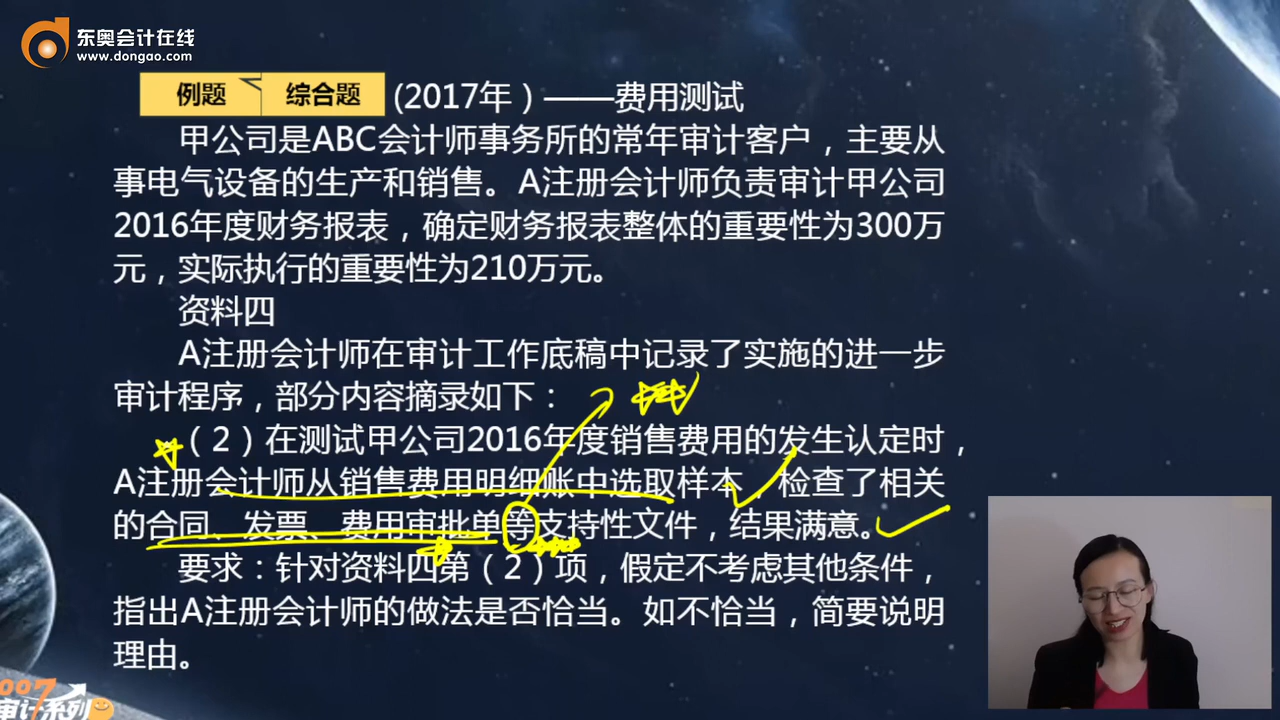 东奥会计在线
www.dongao.com
例题 综合题 (2017年）——费用测试
甲公司是ABC会计师事务所的常年审计客户，主要从
事电气设备的生产和销售。A注册会计师负责审计甲公司
2016年度财务报表，确定财务报表整体的重要性为300万
元，实际执行的重要性为210万元。
资料四
A注册会计师在审计工作底稿中记录了实施的进一步
审计程序，部分内容摘录如下：
（2）在测试甲公司2016年度销售费用的发生认定时，
A注册会计师从销售费用明细账中选取样本，检查了相关
的合同、发票、费用审批单等支持性文件，结果满意。
要求：针对资料四第（2）项，假定不考虑其他条件，
指出A注册会计师的做法是否恰当。如不恰当，简要说明
理由。
007
审计系列